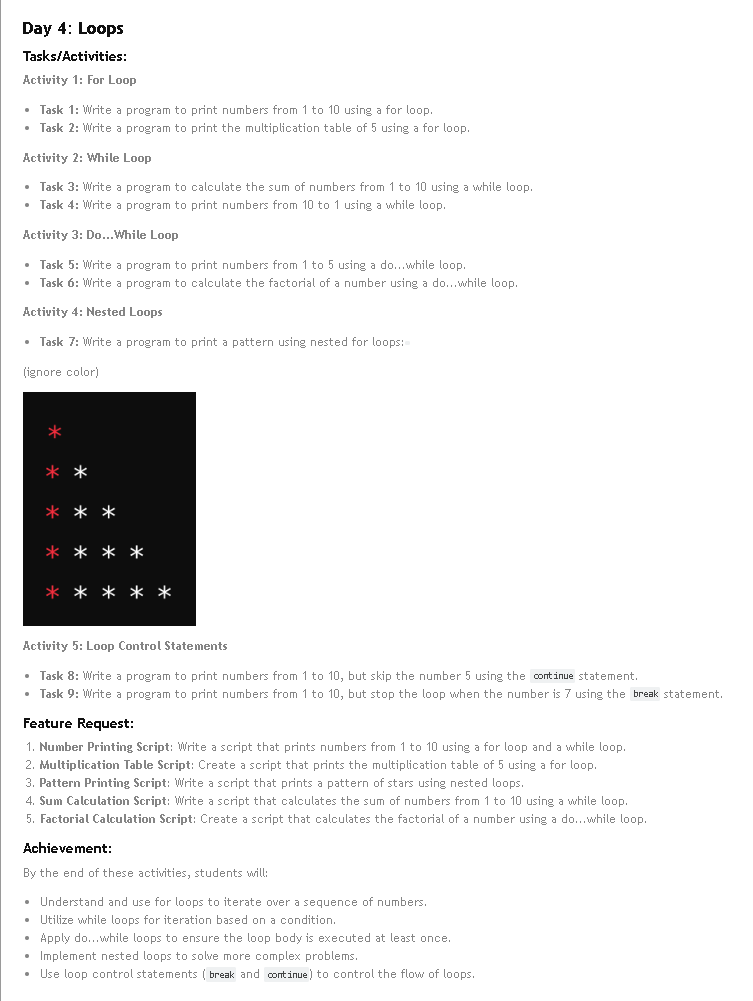 Day 4: Loops
Tasks/Activities:
Activity 1: For Loop
• Task 1: Write a program to print numbers from 1 to 10 using a for loop.
• Task 2: Write a program to print the multiplication table of 5 using a for loop.
Activity 2: While Loop
• Task 3: Write a program to calculate the sum of numbers from 1 to 10 using a while loop.
• Task 4: Write a program to print numbers from 10 to 1 using a while loop.
Activity 3: Do...While Loop
• Task 5: Write a program to print numbers from 1 to 5 using a do...while loop.
• Task 6: Write a program to calculate the factorial of a number using a do...while loop.
Activity 4: Nested Loops
• Task 7: Write a program to print a pattern using nested for loops:
(ignore color)
*
* *
* * *
* * * *
* * * * *
Activity 5: Loop Control Statements
• Task 8: Write a program to print numbers from 1 to 10, but skip the number 5 using the continue statement.
• Task 9: Write a program to print numbers from 1 to 10, but stop the loop when the number is 7 using the break statement.
Feature Request:
1. Number Printing Script: Write a script that prints numbers from 1 to 10 using a for loop and a while loop.
2. Multiplication Table Script: Create a script that prints the multiplication table of 5 using a for loop.
3. Pattern Printing Script: Write a script that prints a pattern of stars using nested loops.
4. Sum Calculation Script: Write a script that calculates the sum of numbers from 1 to 10 using a while loop.
5. Factorial Calculation Script: Create a script that calculates the factorial of a number using a do...while loop.
Achievement:
By the end of these activities, students will:
• Understand and use for loops to iterate over a sequence of numbers.
• Utilize while loops for iteration based on a condition.
• Apply do...while loops to ensure the loop body is executed at least once.
• Implement nested loops to solve more complex problems.
• Use loop control statements (break and continue) to control the flow of loops.